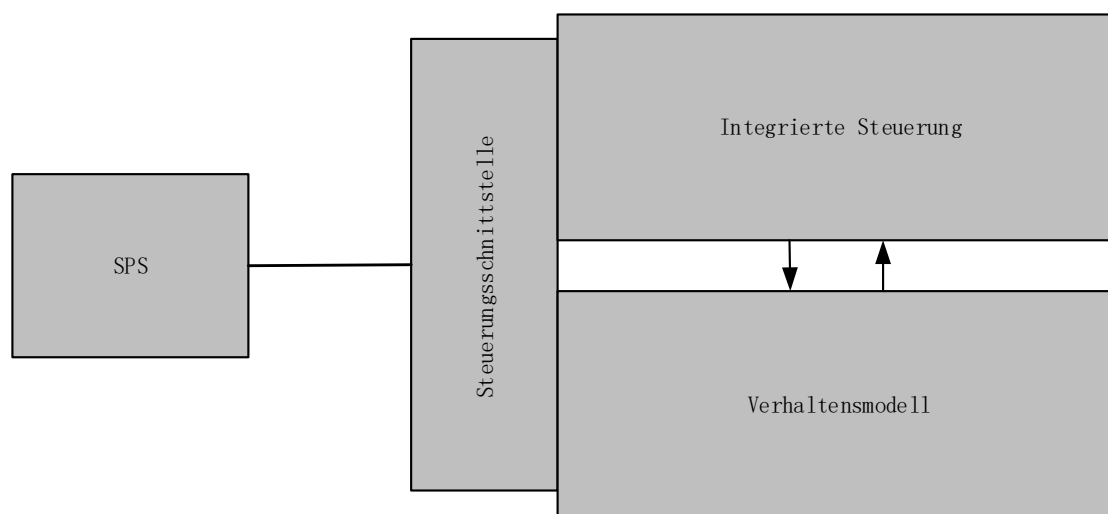 SPS
Steuerungsschnittstelle
Integrierte Steuerung
Verhaltensmodell